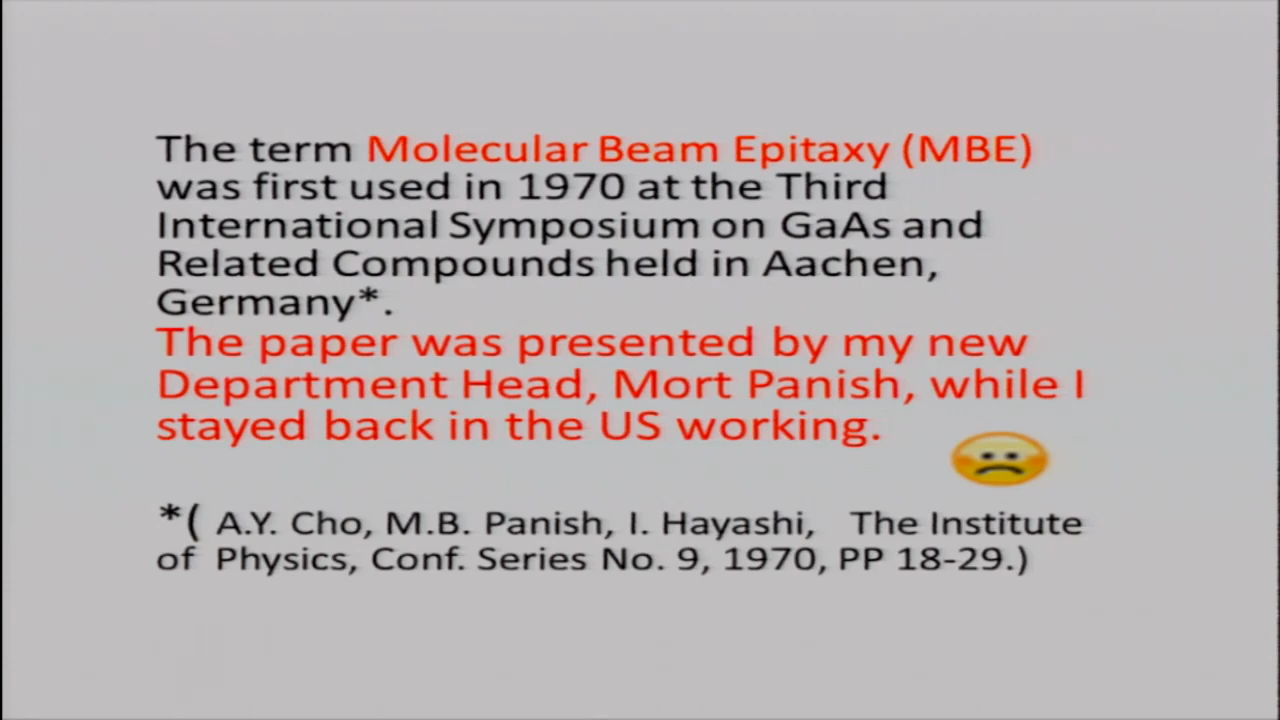 The term Molecular Beam Epitaxy (MBE)
was first used in 1970 at the Third
International Symposium on GaAs and
Related Compounds held in Aachen,
Germany*.
The paper was presented by my new
Department Head, Mort Panish, while I
stayed back in the US working.
*( A.Y. Cho, M.B. Panish, I. Hayashi, The Institute
of Physics, Conf. Series No. 9, 1970, PP 18-29.)